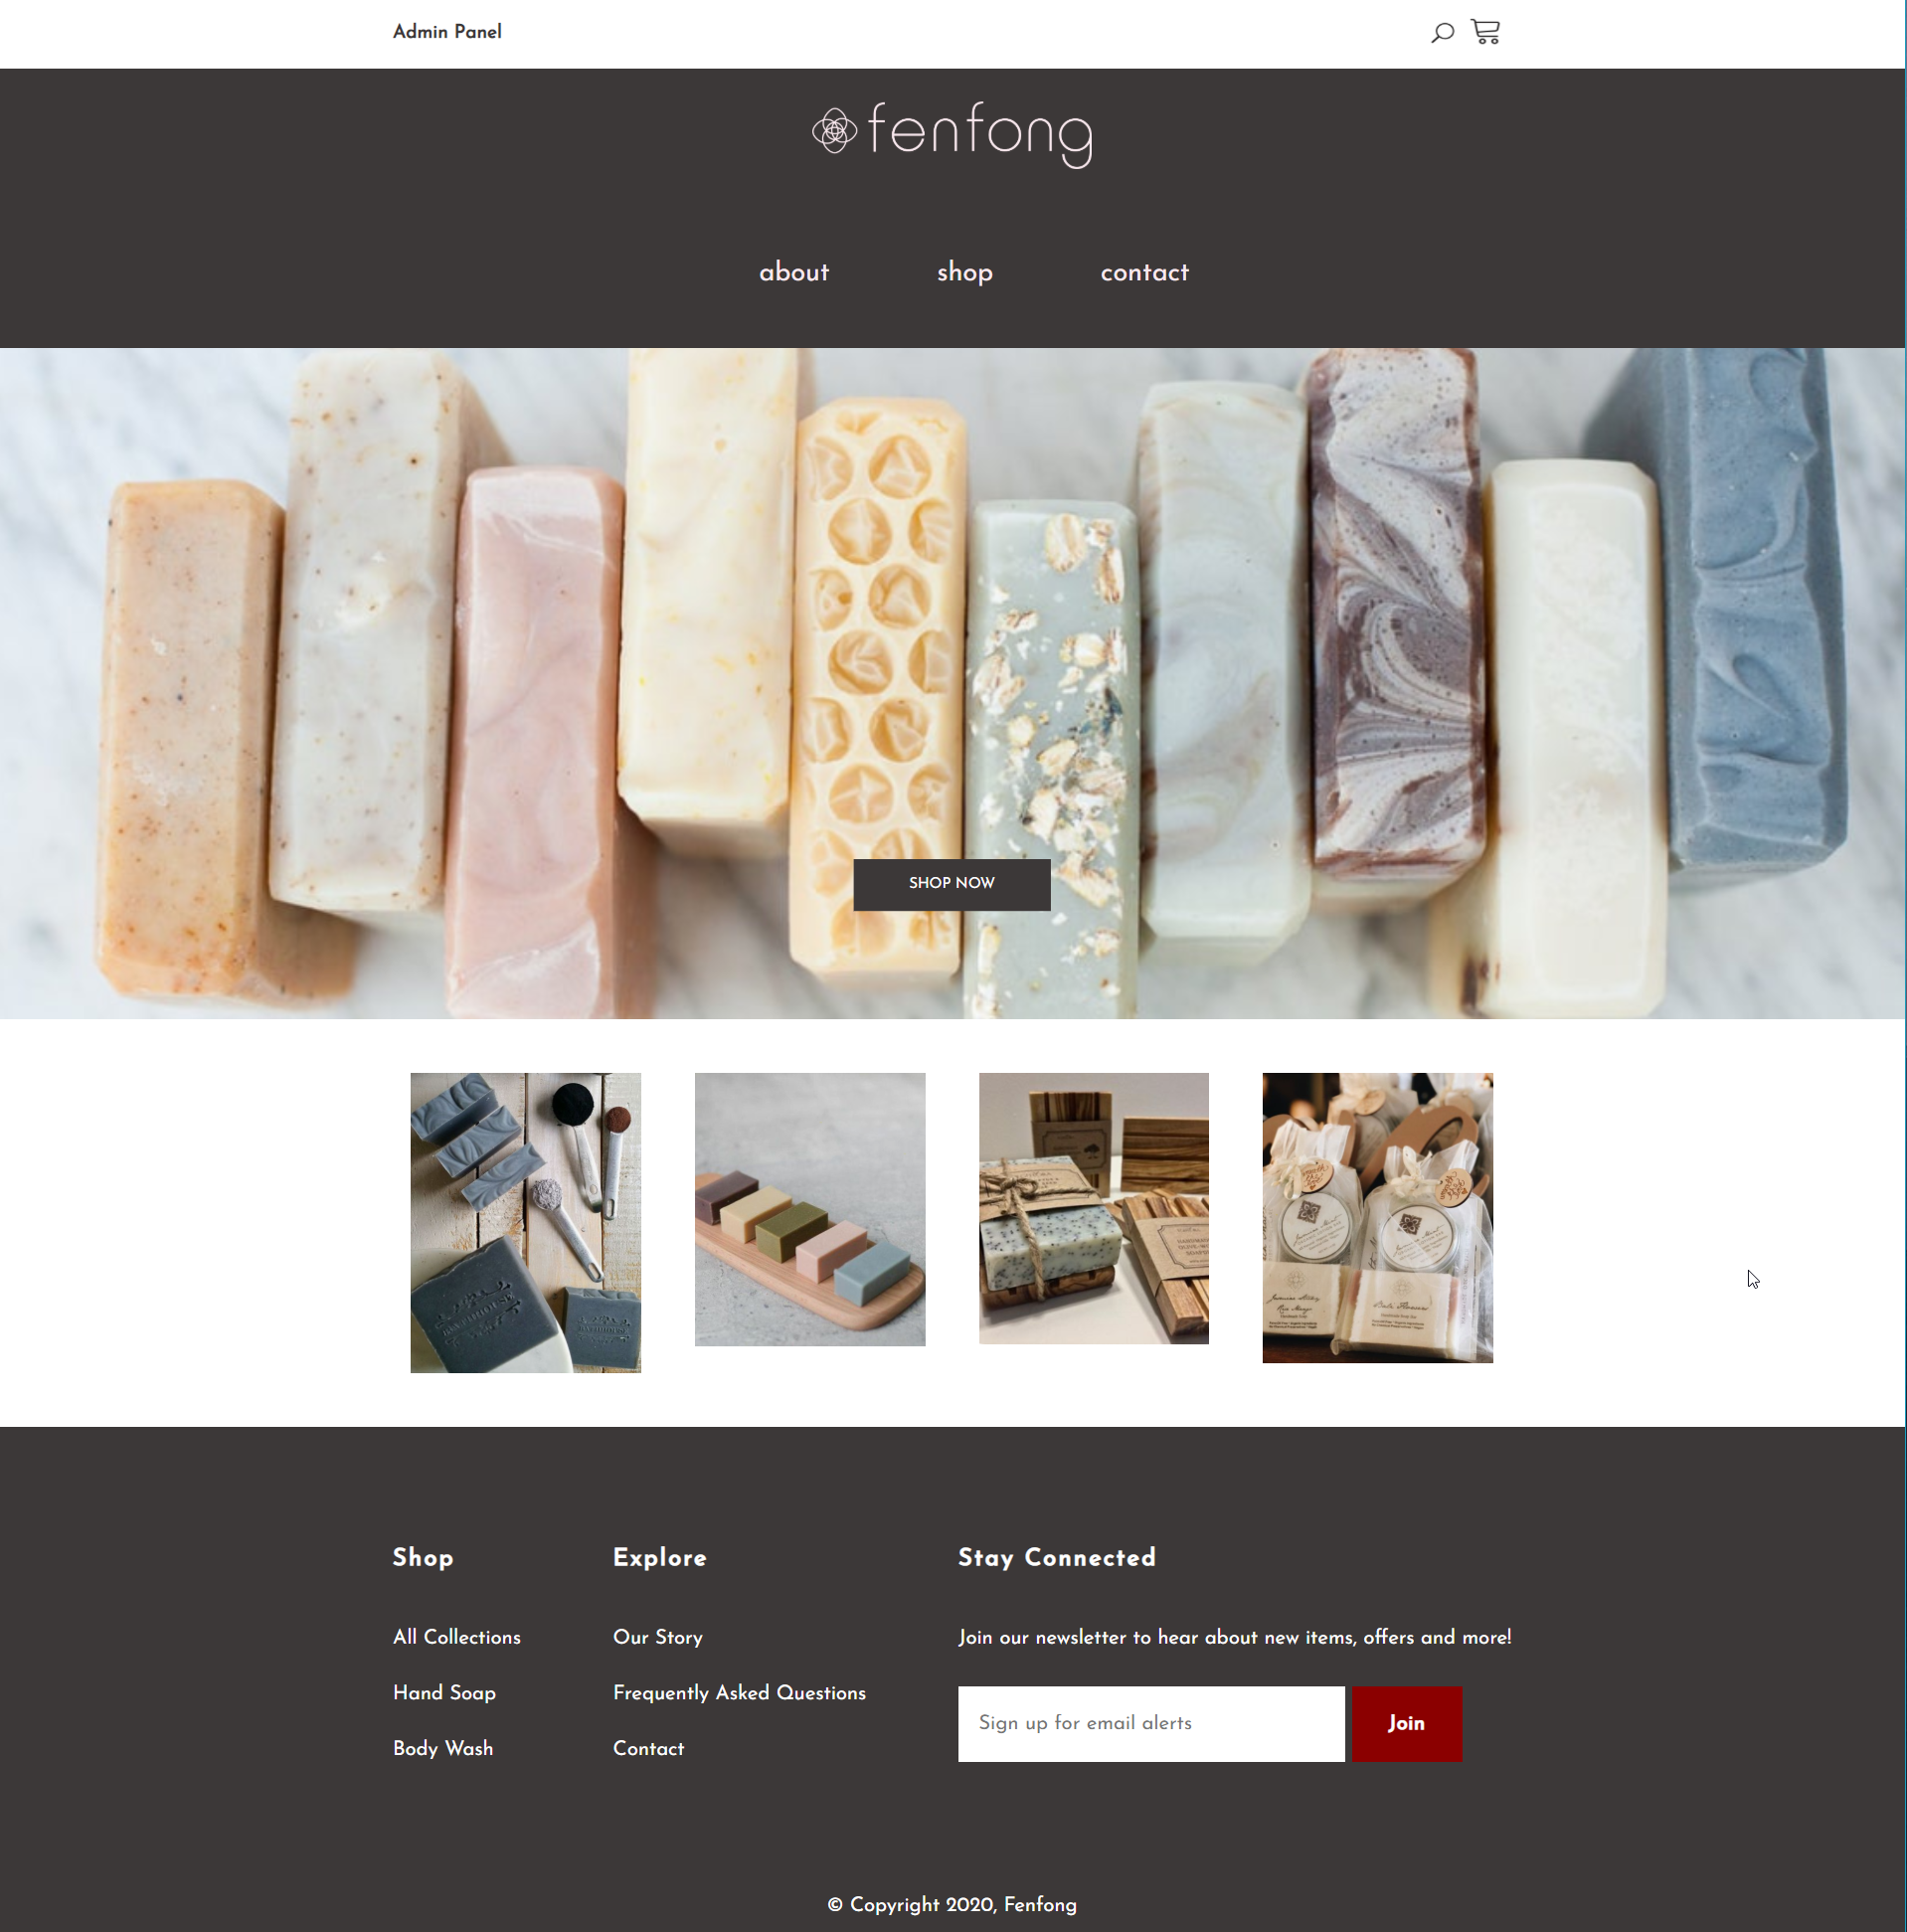 Admin Panel
fenfong
about shop contact
SHOP NOW
Shop
All Collections
Hand Soap
Body Wash
Explore
Our Story
Frequently Asked Questions
Contact
Stay Connected
Join our newsletter to hear about new items, offers and more!
Sign up for email alerts
Join
© Copyright 2020, Fenfong